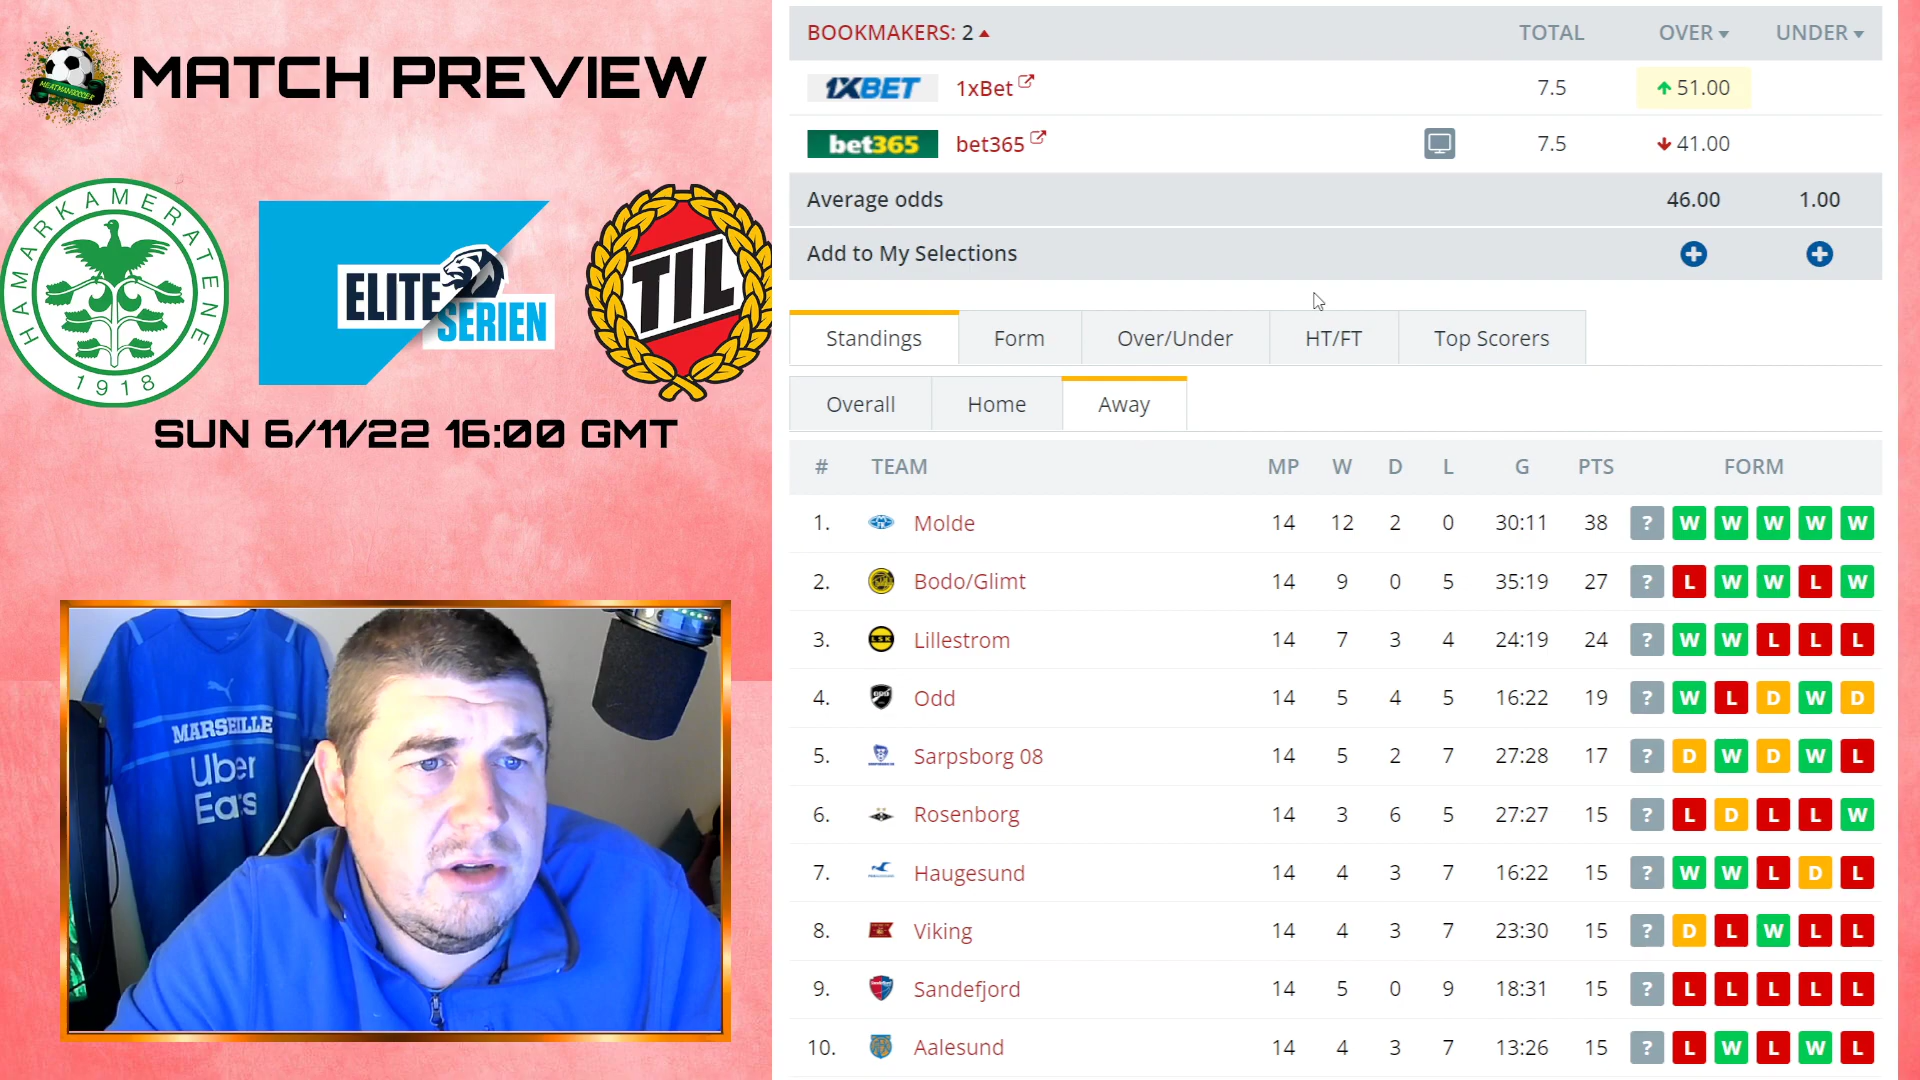 MATCH PREVIEW
MEATMANSOCCER
HAMARKAMERATENE
1918
ELITE
SERIEN
TIL
SUN 6/11/22 16:00 GMT
MARSEILLE
Uber
Eats
BOOKMAKERS: 2 TOTAL OVER UNDER
1XBET 1xBet 7.5 51.00
bet365 bet365 7.5 41.00
Average odds 46.00 1.00
Add to My Selections
Standings Form Over/Under HT/FT Top Scorers
Overall Home Away
# TEAM MP W D L G PTS FORM
1. Molde 14 12 2 0 30:11 38 ? W W W W W
2. Bodo/Glimt 14 9 0 5 35:19 27 ? L W W L W
3. LSK Lillestrom 14 7 3 4 24:19 24 ? W W L L L
4. ODD Odd 14 5 4 5 16:22 19 ? W L D W D
5. Sarpsborg 08 14 5 2 7 27:28 17 ? D W D W L
6. Rosenborg 14 3 6 5 27:27 15 ? L D L L W
7. Haugesund 14 4 3 7 16:22 15 ? W W L D L
8. Viking 14 4 3 7 23:30 15 ? D L W L L
9. Sandefjord 14 5 0 9 18:31 15 ? L L L L L
10. Aalesund 14 4 3 7 13:26 15 ? L W L W L